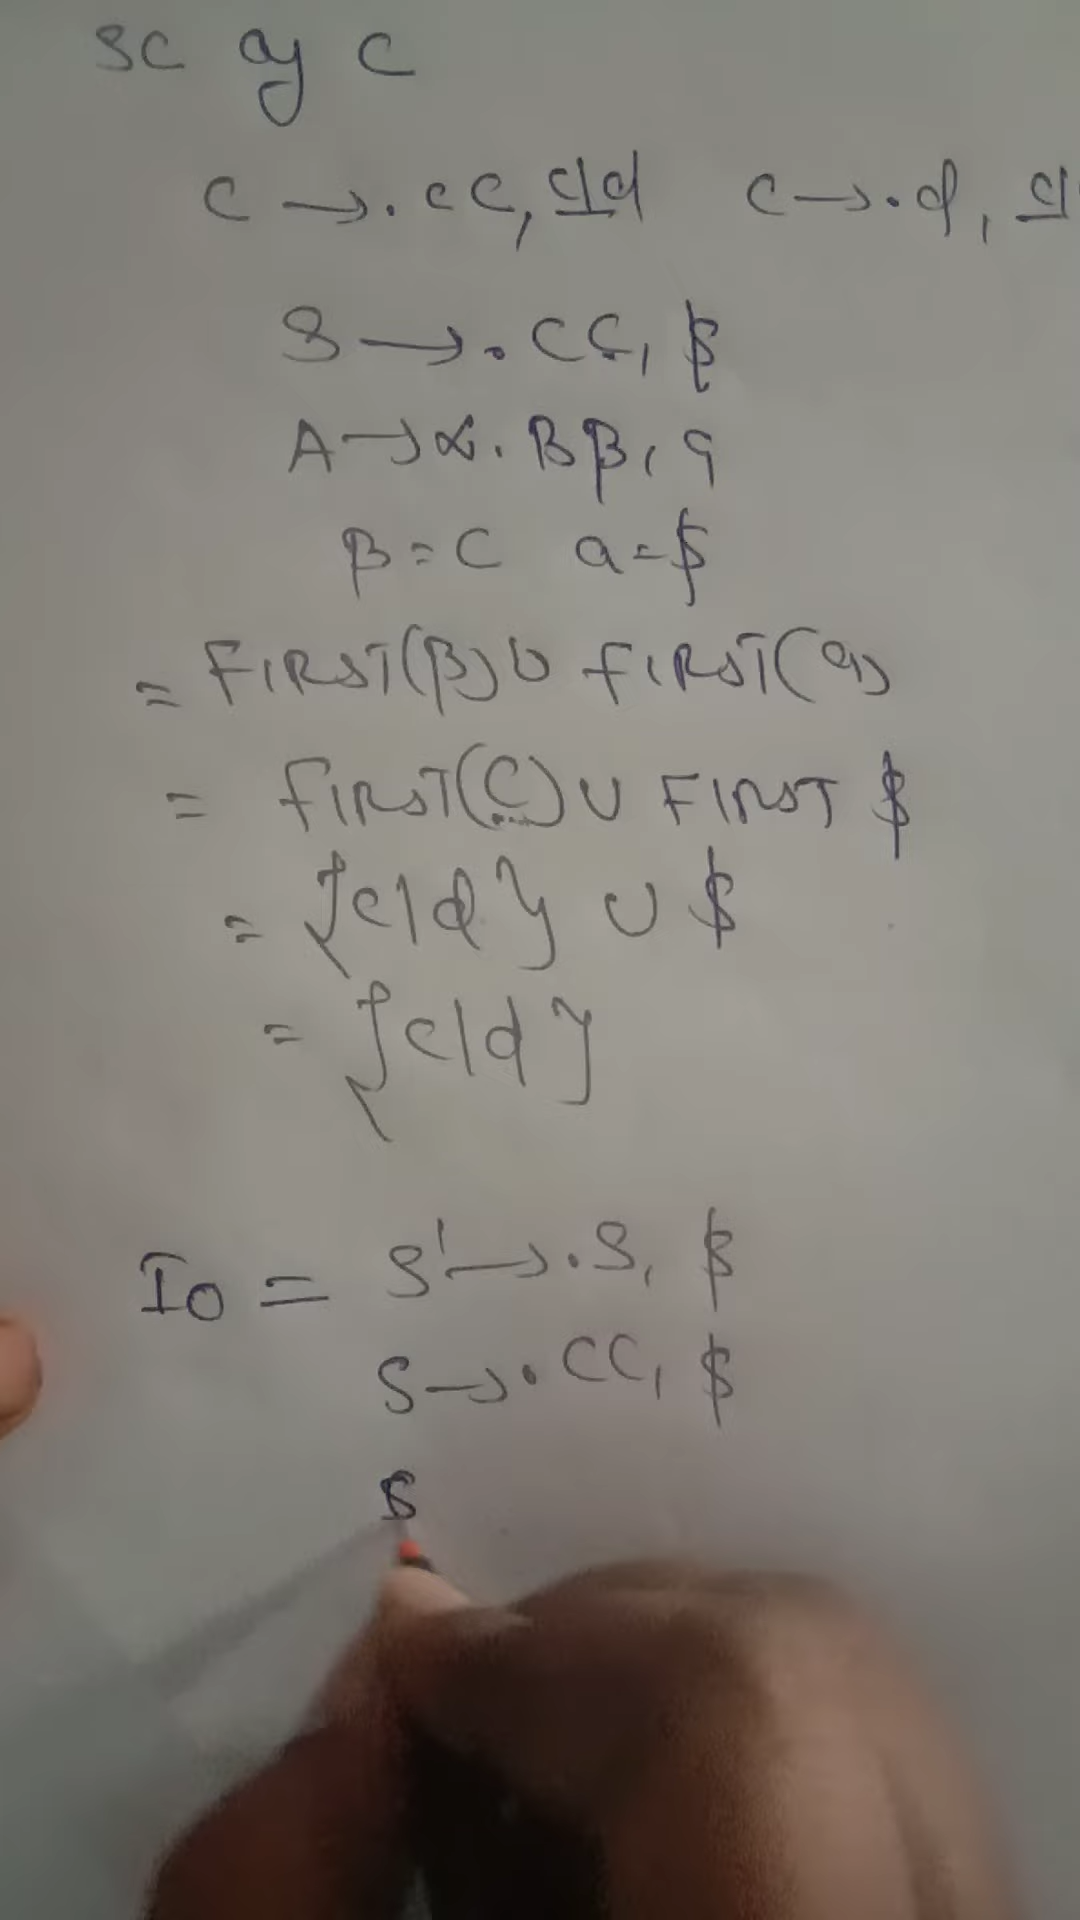 SC of C
C → . cC, c|d C → . d, c|
S → . CC, $
A → α . Bβ, a
β = C a = $
= FIRST(β) ∪ FIRST(a)
= FIRST(C) ∪ FIRST $
= {c|d} ∪ $
= {c|d}
I0 = S' → . S, $
S → . CC, $